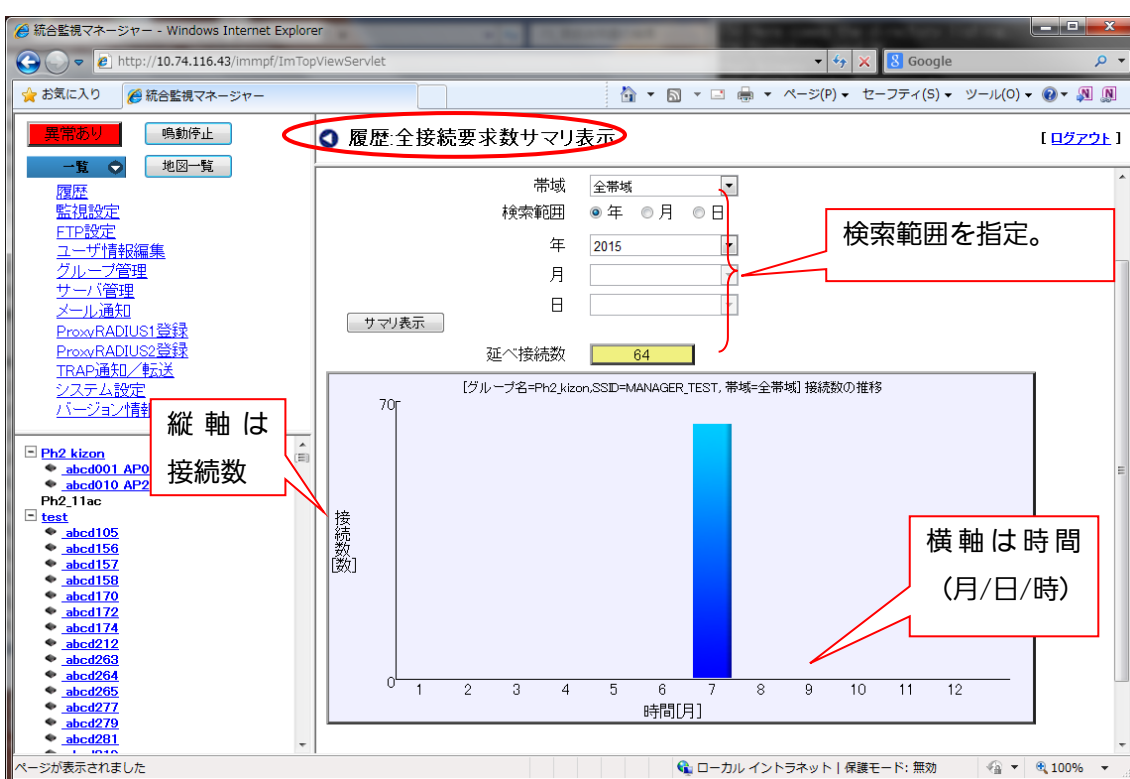 統合監視マネージャー - Windows Internet Explorer
http://10.74.116.43/immpf/ImTopViewServlet
Google
お気に入り
統合監視マネージャー
ページ(P) セーフティ(S) ツール(O)
異常あり 鳴動停止
一覧 地図一覧
履歴
監視設定
FTP設定
ユーザ情報編集
グループ管理
サーバ管理
メール通知
ProxyRADIUS1登録
ProxyRADIUS2登録
TRAP通知/転送
システム設定
バージョン情報
Ph2_kizon
abcd001 AP0
abcd010 AP2
Ph2_11ac
test
abcd105
abcd156
abcd157
abcd158
abcd170
abcd172
abcd174
abcd212
abcd263
abcd264
abcd265
abcd277
abcd279
abcd281
履歴:全接続要求数サマリ表示
[ ログアウト ]
帯域 全帯域
検索範囲 年 月 日
年 2015
月
日
サマリ表示
延べ接続数 64
検索範囲を指定。
[グループ名=Ph2_kizon,SSID=MANAGER_TEST, 帯域=全帯域] 接続数の推移
70
縦軸は
接続数
接続数[数]
横軸は時間
(月/日/時)
0
1 2 3 4 5 6 7 8 9 10 11 12
時間[月]
ページが表示されました
ローカル イントラネット | 保護モード: 無効
100%